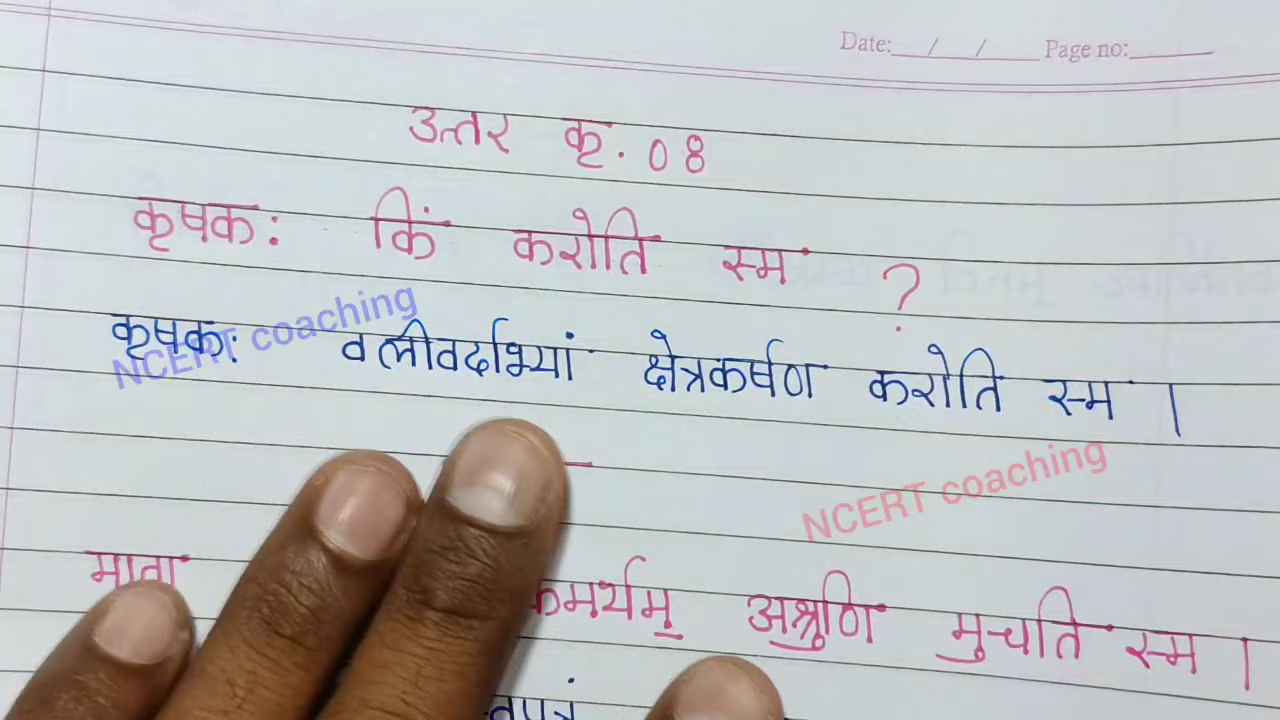 Date: / / Page no:
उत्तर कृ. 08
कृषक: किं करोति स्म ?
कृषक: वलीवर्दाभ्यां क्षेत्रकर्षण करोति स्म ।
NCERT coaching
NCERT coaching
माता अश्रुणि मुचति स्म ।